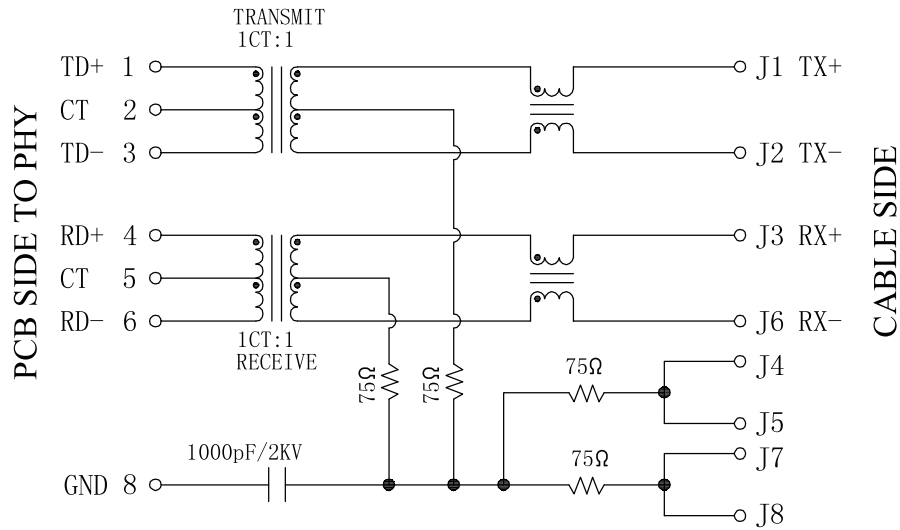 TRANSMIT
1CT:1
TD+ 1
CT 2
TD- 3
J1 TX+
J2 TX-
PCB SIDE TO PHY
CABLE SIDE
RD+ 4
CT 5
RD- 6
J3 RX+
J6 RX-
1CT:1
RECEIVE
75Ω
75Ω
75Ω
J4
J5
1000pF/2KV
GND 8
75Ω
J7
J8